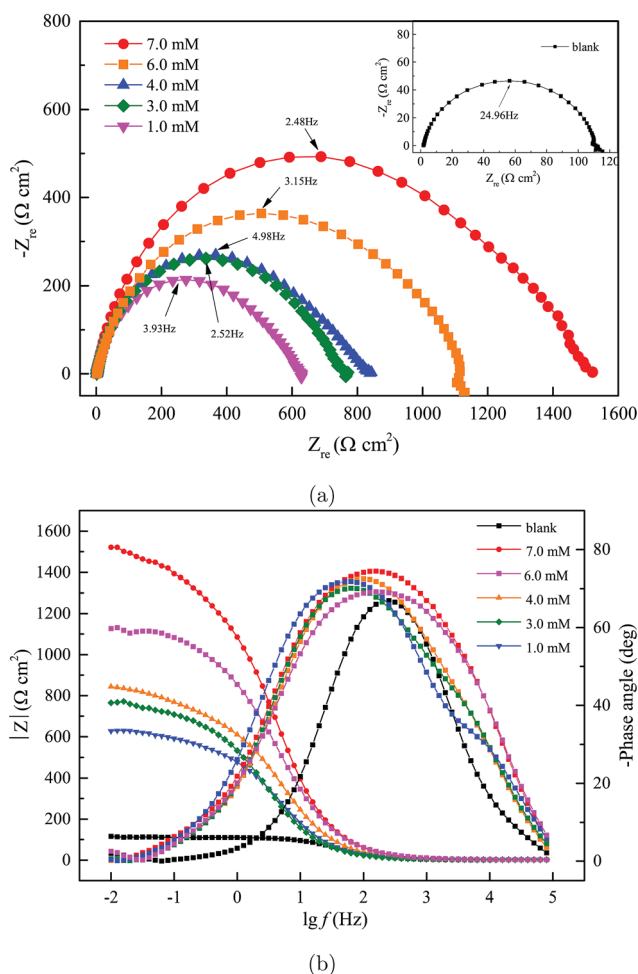 800
600
400
200
0
-Z_re (Ω cm²)
7.0 mM
6.0 mM
4.0 mM
3.0 mM
1.0 mM
2.48Hz
3.15Hz
4.98Hz
3.93Hz
2.52Hz
0 200 400 600 800 1000 1200 1400 1600
Z_re (Ω cm²)
80
60
40
20
0
-Z_re (Ω cm²)
blank
24.96Hz
0 20 40 60 80 100 120
Z_re (Ω cm²)
(a)
1600
1400
1200
1000
800
600
400
200
0
|Z| (Ω cm²)
blank
7.0 mM
6.0 mM
4.0 mM
3.0 mM
1.0 mM
80
60
40
20
0
-Phase angle (deg)
-2 -1 0 1 2 3 4 5
lg f (Hz)
(b)